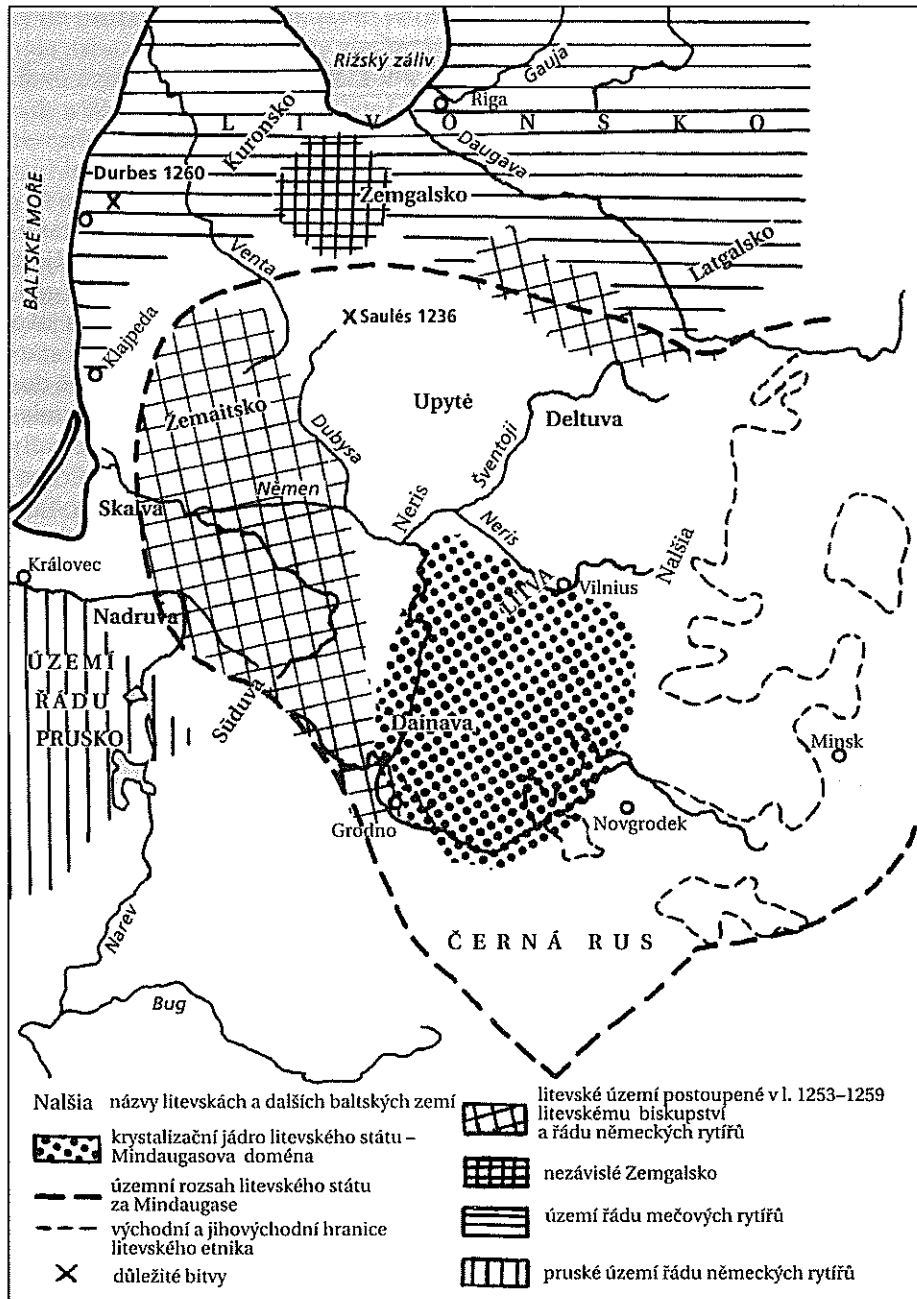 Rižský záliv
Gauja
Riga
L I V O N S K O
Kuronsko
Daugava
Durbes 1260
Zemgalsko
BALTSKÉ MOŘE
Venta
Latgalsko
Saulés 1236
Klajpeda
Žemaitsko
Upyté
Deltuva
Dubysa
Šventoji
Němen
Skalva
Neris
Neris
Nalšia
Královec
LITVA
Vilnius
Nadruva
ÚZEMÍ
ŘÁDU
PRUSKO
Sūduva
Dainava
Minsk
Grodno
Novgrodek
Narev
ČERNÁ RUS
Bug
Nalšia názvy litevskách a dalších baltských zemí
krystalizační jádro litevského státu –
Mindaugasova doména
územní rozsah litevského státu
za Mindaugase
východní a jihovýchodní hranice
litevského etnika
důležité bitvy
litevské území postoupené v l. 1253–1259
litevskému biskupství
a řádu německých rytířů
nezávislé Zemgalsko
území řádu mečových rytířů
pruské území řádu německých rytířů